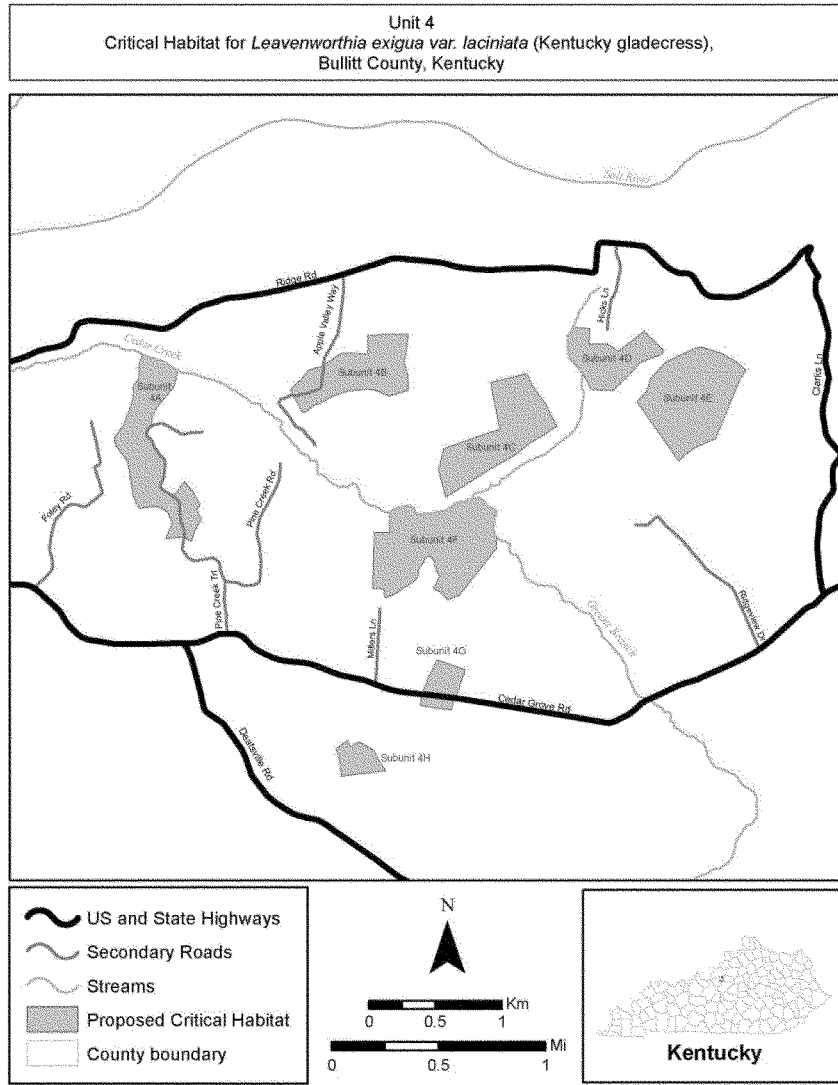 Unit 4
Critical Habitat for Leavenworthia exigua var. laciniata (Kentucky gladecress),
Bullitt County, Kentucky
Salt River
Ridge Rd
Hicks Ln
Apple Valley Way
Cedar Creek
Clarks Ln
Subunit 4A
Subunit 4B
Subunit 4D
Subunit 4E
Subunit 4C
Foley Rd
Pine Creek Rd
Subunit 4F
Pine Creek Trl
Millers Ln
Greens Branch
Ridgeview Dr
Subunit 4G
Cedar Grove Rd
Deatsville Rd
Subunit 4H
US and State Highways
Secondary Roads
Streams
Proposed Critical Habitat
County boundary
N
Km
0 0.5 1
Mi
0 0.5 1
Kentucky